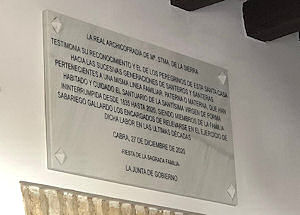 LA REAL ARCHICOFRADÍA DE Mª. STMA. DE LA SIERRA
TESTIMONIA SU RECONOCIMIENTO Y EL DE LOS PEREGRINOS DE ESTA SANTA CASA
HACIA LAS SUCESIVAS GENERACIONES DE SANTEROS Y SANTERAS
PERTENECIENTES A UNA MISMA LÍNEA FAMILIAR, PATERNA O MATERNA, QUE HAN
HABITADO Y CUIDADO EL SANTUARIO DE LA SANTÍSIMA VIRGEN DE FORMA
ININTERRUMPIDA DESDE 1835 HASTA 2020, SIENDO MIEMBROS DE LA FAMILIA
SABARIEGO GALLARDO LOS ENCARGADOS DE RELEVARSE EN EL EJERCICIO DE
DICHA LABOR EN LAS ÚLTIMAS DÉCADAS
CABRA, 27 DE DICIEMBRE DE 2020
-FIESTA DE LA SAGRADA FAMILIA-
LA JUNTA DE GOBIERNO